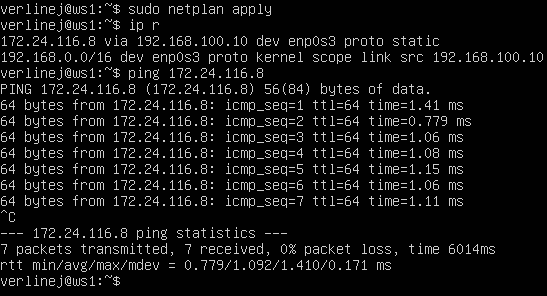 verlinej@ws1:~$ sudo netplan apply
verlinej@ws1:~$ ip r
172.24.116.8 via 192.168.100.10 dev enp0s3 proto static
192.168.0.0/16 dev enp0s3 proto kernel scope link src 192.168.100.10
verlinej@ws1:~$ ping 172.24.116.8
PING 172.24.116.8 (172.24.116.8) 56(84) bytes of data.
64 bytes from 172.24.116.8: icmp_seq=1 ttl=64 time=1.41 ms
64 bytes from 172.24.116.8: icmp_seq=2 ttl=64 time=0.779 ms
64 bytes from 172.24.116.8: icmp_seq=3 ttl=64 time=1.06 ms
64 bytes from 172.24.116.8: icmp_seq=4 ttl=64 time=1.08 ms
64 bytes from 172.24.116.8: icmp_seq=5 ttl=64 time=1.15 ms
64 bytes from 172.24.116.8: icmp_seq=6 ttl=64 time=1.06 ms
64 bytes from 172.24.116.8: icmp_seq=7 ttl=64 time=1.11 ms
^C
--- 172.24.116.8 ping statistics ---
7 packets transmitted, 7 received, 0% packet loss, time 6014ms
rtt min/avg/max/mdev = 0.779/1.092/1.410/0.171 ms
verlinej@ws1:~$